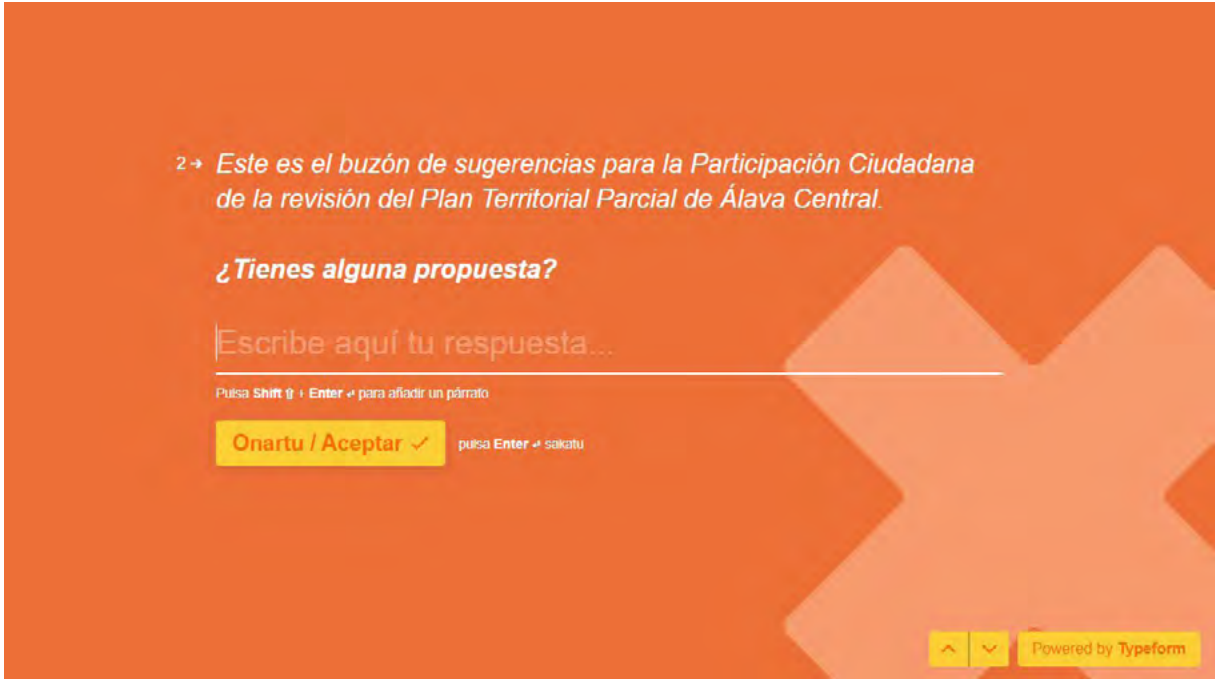 2→ Este es el buzón de sugerencias para la Participación Ciudadana
de la revisión del Plan Territorial Parcial de Álava Central.
¿Tienes alguna propuesta?
Escribe aquí tu respuesta...
Pulsa Shift ⇧ + Enter ↵ para añadir un párrafo
Onartu / Aceptar ✓ pulsa Enter ↵ sakatu
Powered by Typeform